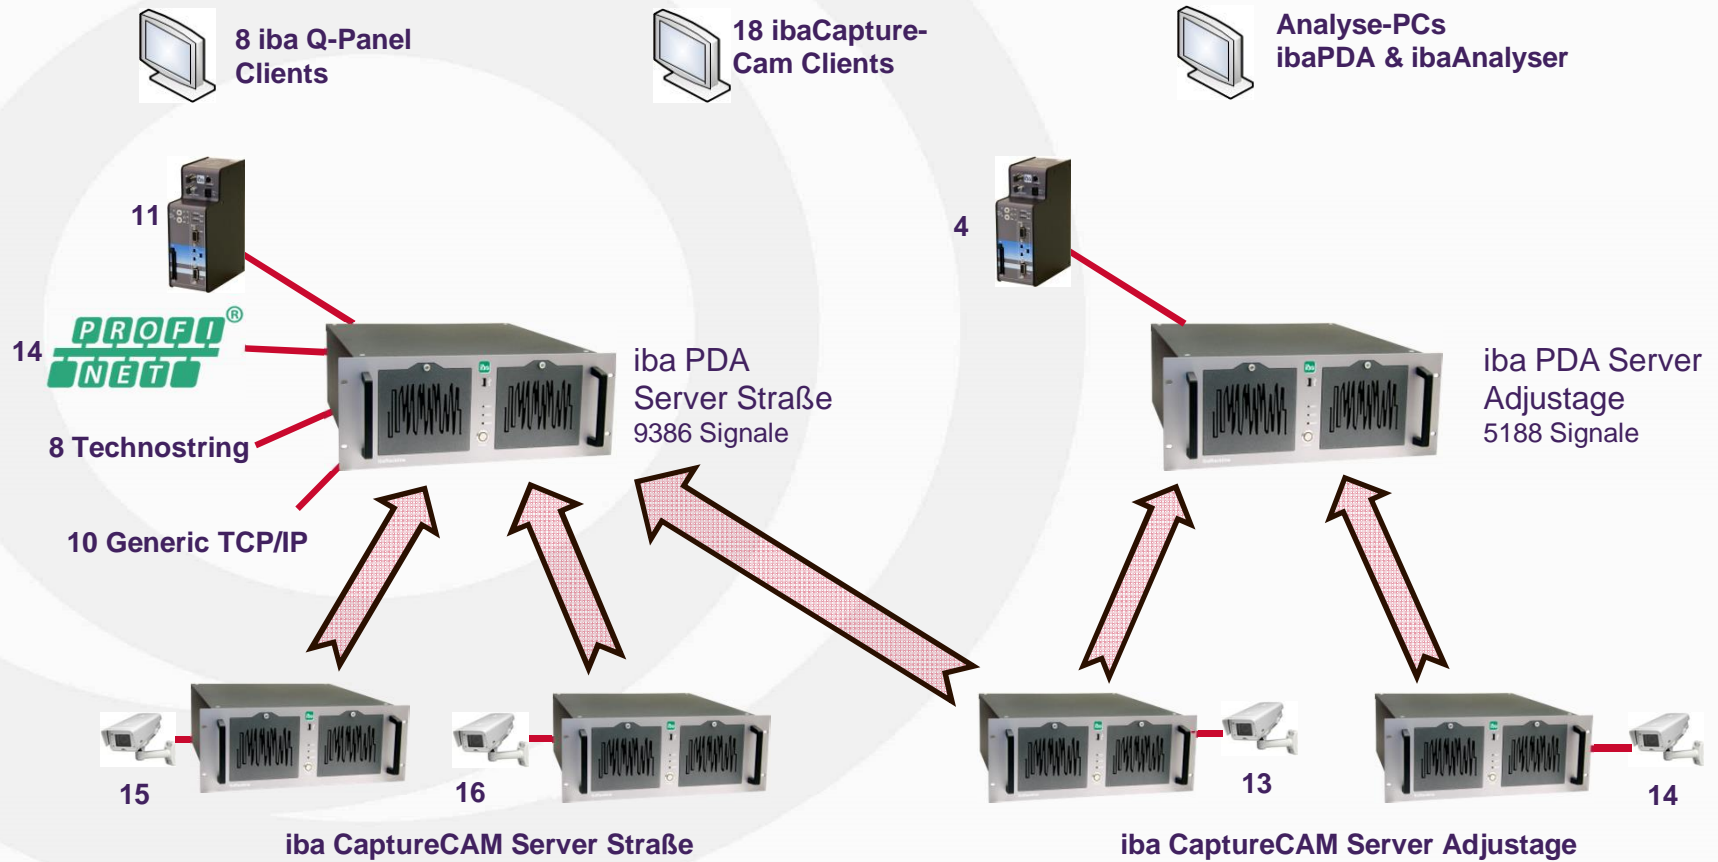 8 iba Q-Panel
Clients
18 ibaCapture-
Cam Clients
Analyse-PCs
ibaPDA & ibaAnalyser
11
4
PROFI®
NET
14
8 Technostring
10 Generic TCP/IP
iba PDA
Server Straße
9386 Signale
iba PDA Server
Adjustage
5188 Signale
15
16
13
14
iba CaptureCAM Server Straße
iba CaptureCAM Server Adjustage